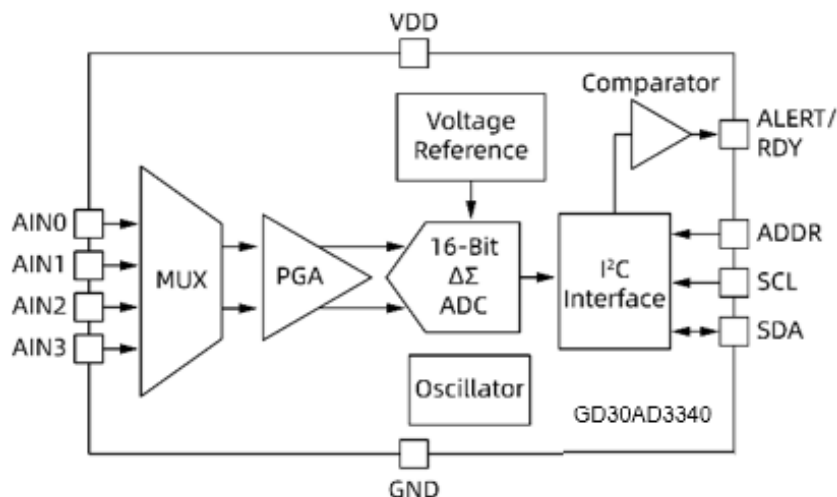 VDD
Comparator
Voltage
Reference
ALERT/
RDY
AIN0
AIN1
AIN2
AIN3
MUX
PGA
16-Bit
ΔΣ
ADC
I²C
Interface
ADDR
SCL
SDA
Oscillator
GD30AD3340
GND